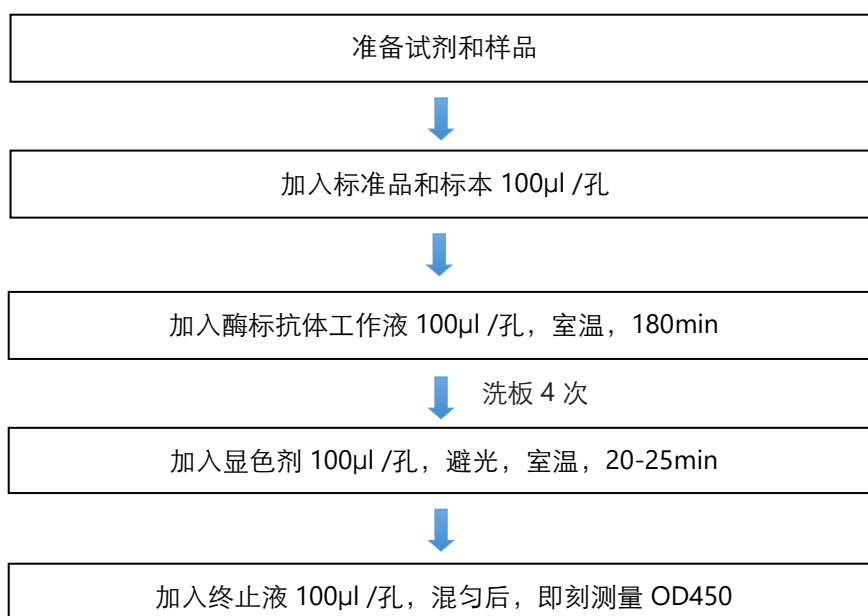 准备试剂和样品
加入标准品和标本 100μl /孔
加入酶标抗体工作液 100μl /孔，室温，180min
洗板 4 次
加入显色剂 100μl /孔，避光，室温，20-25min
加入终止液 100μl /孔，混匀后，即刻测量 OD450